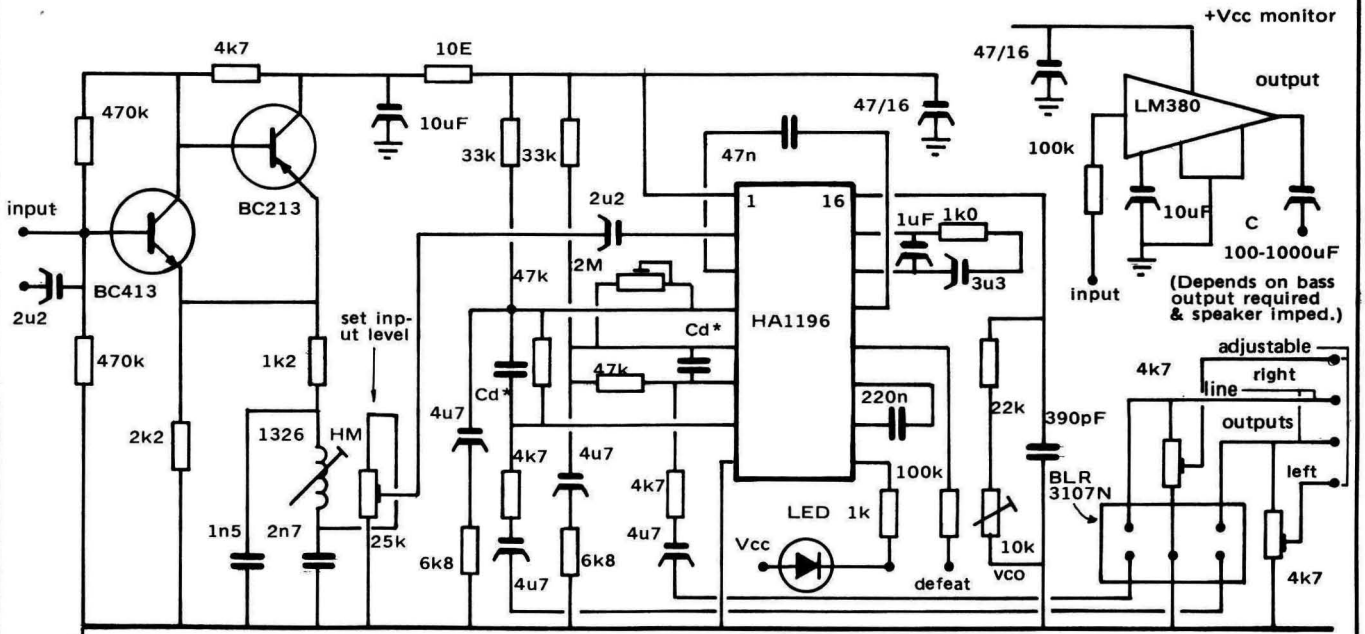 +Vcc monitor
4k7
10E
47/16
output
LM380
470k
10uF
33k
33k
47/16
47n
100k
BC213
input
2u2
1
16
1uF
1k0
10uF
C
100-1000uF
BC413
2M
3u3
input
(Depends on bass
output required
& speaker imped.)
2u2
47k
HA1196
set inp-
ut level
Cd*
adjustable
470k
1k2
47k
4k7
right
line
Cd*
220n
22k
390pF
outputs
2k2
1326
HM
4u7
4k7
4u7
4k7
100k
BLR
3107N
left
LED
1k
1n5
2n7
25k
6k8
4u7
6k8
4u7
Vcc
defeat
10k
vco
4k7